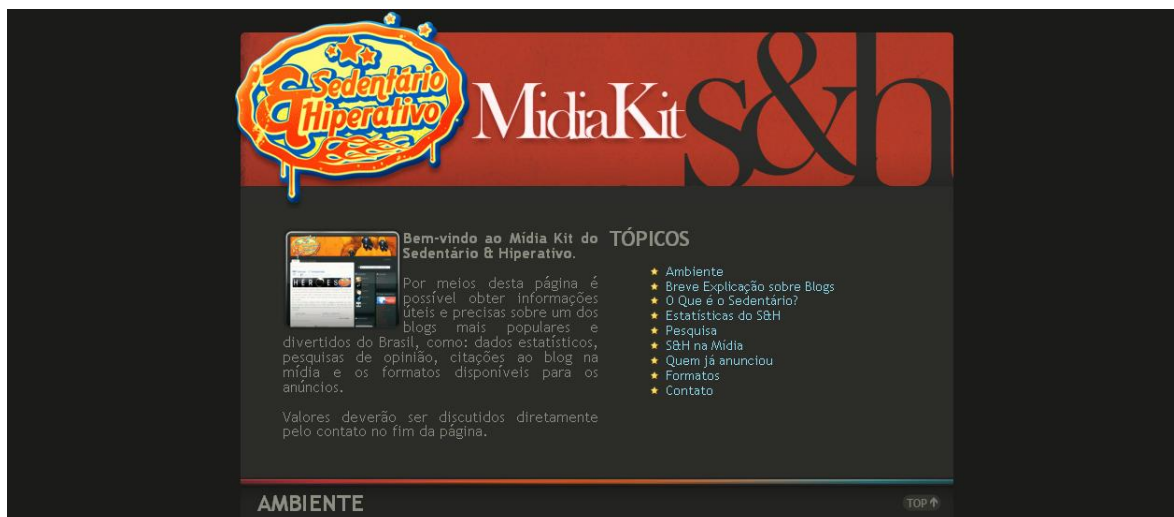 Sedentário
& Hiperativo
MidiaKit
s&h
HEROES
Bem-vindo ao Mídia Kit do
Sedentário & Hiperativo.
Por meios desta página é
possível obter informações
úteis e precisas sobre um dos
blogs mais populares e
divertidos do Brasil, como: dados estatísticos,
pesquisas de opinião, citações ao blog na
mídia e os formatos disponíveis para os
anúncios.
Valores deverão ser discutidos diretamente
pelo contato no fim da página.
TÓPICOS
Ambiente
Breve Explicação sobre Blogs
O Que é o Sedentário?
Estatísticas do S&H
Pesquisa
S&H na Mídia
Quem já anunciou
Formatos
Contato
AMBIENTE
TOP